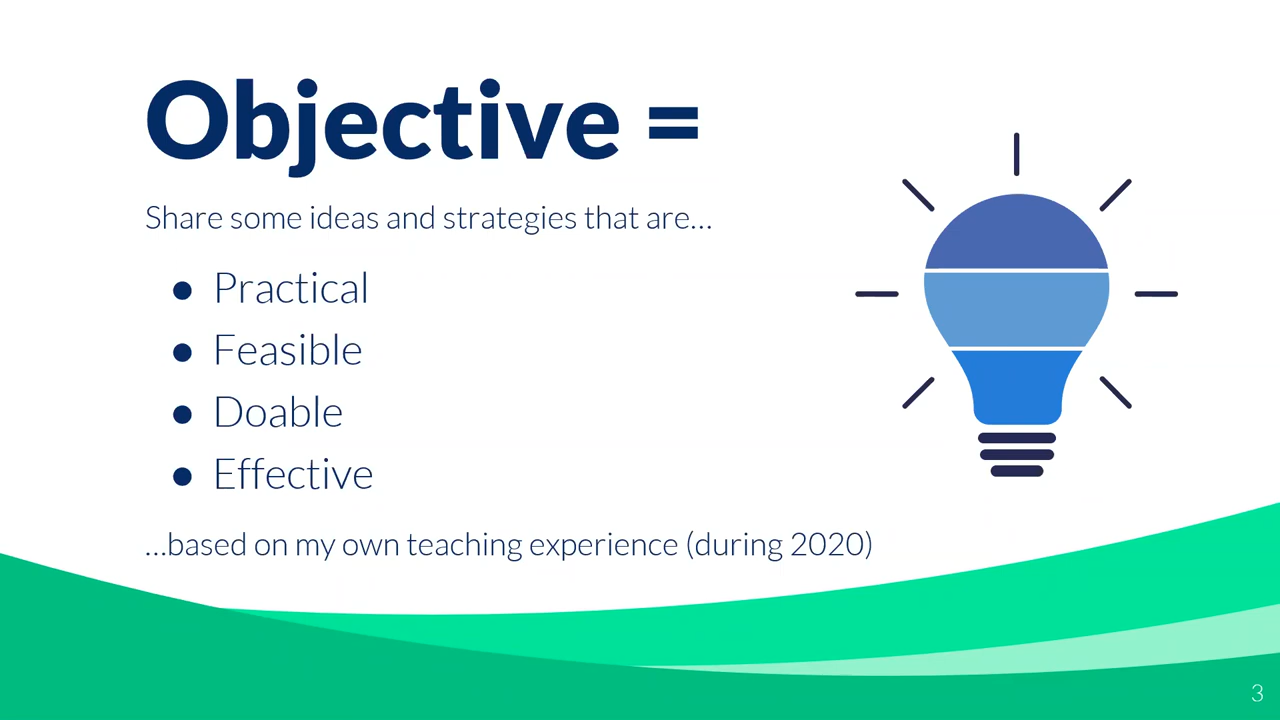 Objective =
Share some ideas and strategies that are...
● Practical
● Feasible
● Doable
● Effective
...based on my own teaching experience (during 2020)
3